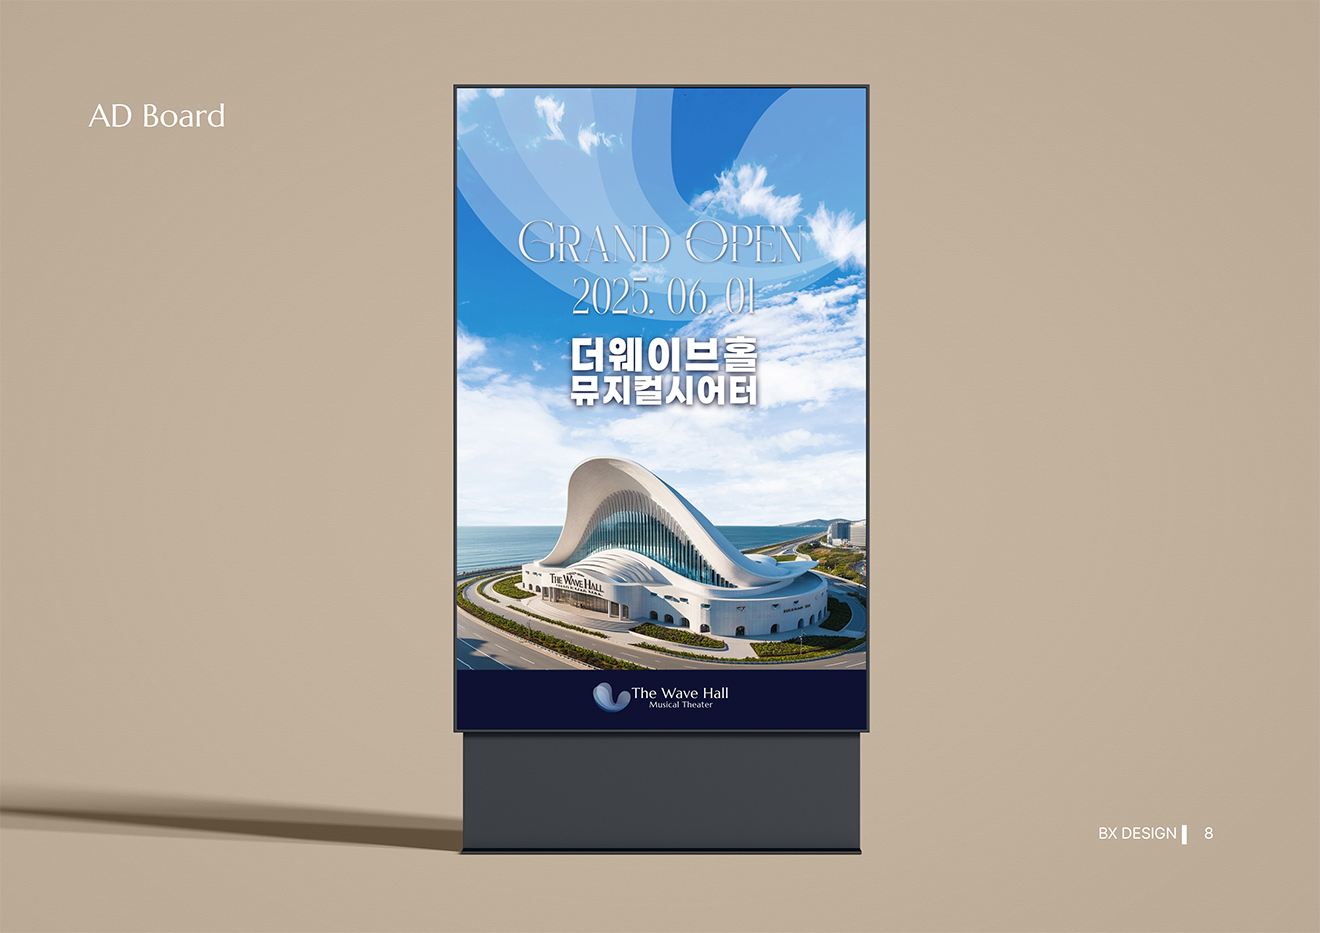 AD Board
GRAND OPEN
2025. 06. 01
더웨이브홀
뮤지컬시어터
THE WAVE HALL
The Wave Hall
Musical Theater
BX DESIGN 8